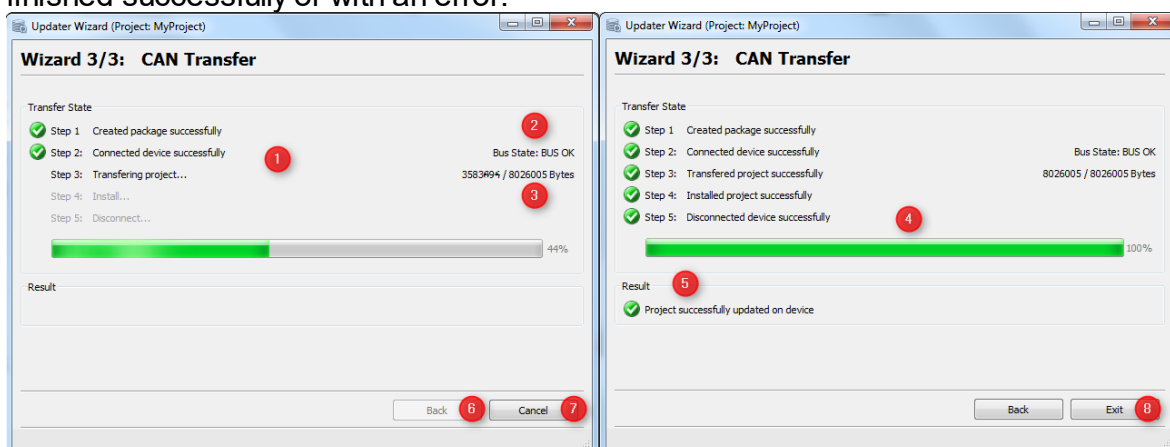 finished successfully or with an error.
Updater Wizard (Project: MyProject)
Wizard 3/3: CAN Transfer
Transfer State
Step 1 Created package successfully
2
Step 2: Connected device successfully
1
Bus State: BUS OK
Step 3: Transfering project...
3583494 / 8026005 Bytes
Step 4: Install...
3
Step 5: Disconnect...
44%
Result
Back
6
Cancel
7
Updater Wizard (Project: MyProject)
Wizard 3/3: CAN Transfer
Transfer State
Step 1 Created package successfully
Step 2: Connected device successfully
Bus State: BUS OK
Step 3: Transfered project successfully
8026005 / 8026005 Bytes
Step 4: Installed project successfully
Step 5: Disconnected device successfully
4
100%
Result
5
Project successfully updated on device
Back
Exit
8